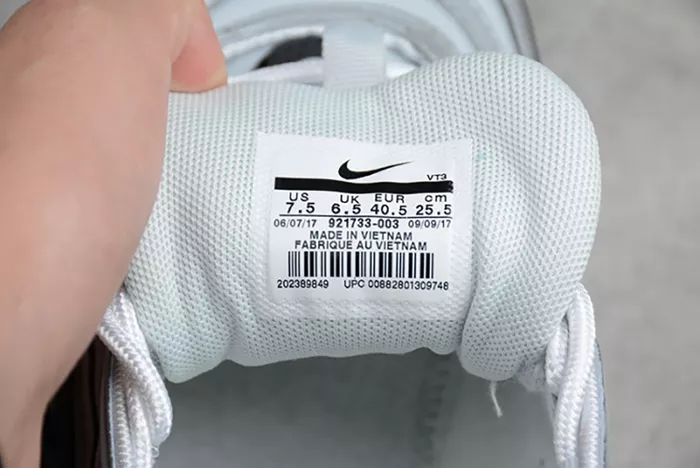 VT3
US UK EUR cm
7.5 6.5 40.5 25.5
06/07/17 921733-003 09/09/17
MADE IN VIETNAM
FABRIQUE AU VIETNAM
202389849 UPC 00882801309748